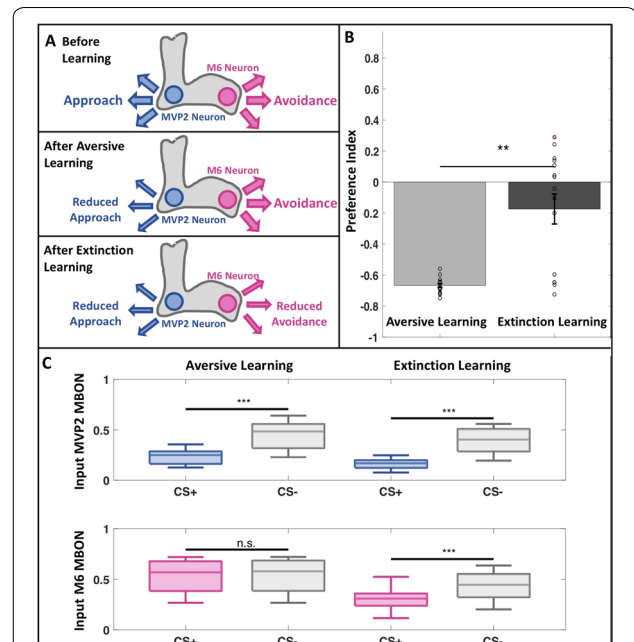 A Before
Learning
M6 Neuron
Approach
Avoidance
MVP2 Neuron
After Aversive
Learning
M6 Neuron
Reduced
Approach
Avoidance
MVP2 Neuron
After Extinction
Learning
M6 Neuron
Reduced
Approach
Reduced
Avoidance
MVP2 Neuron
B
Preference Index
0.8
0.6
0.4
0.2
0
-0.2
-0.4
-0.6
-0.8
-1
**
Aversive Learning
Extinction Learning
C
Aversive Learning
Extinction Learning
Input MVP2 MBON
1
0.5
0
***
***
CS+
CS-
CS+
CS-
Input M6 MBON
1
0.5
0
n.s.
***
CS+
CS-
CS+
CS-